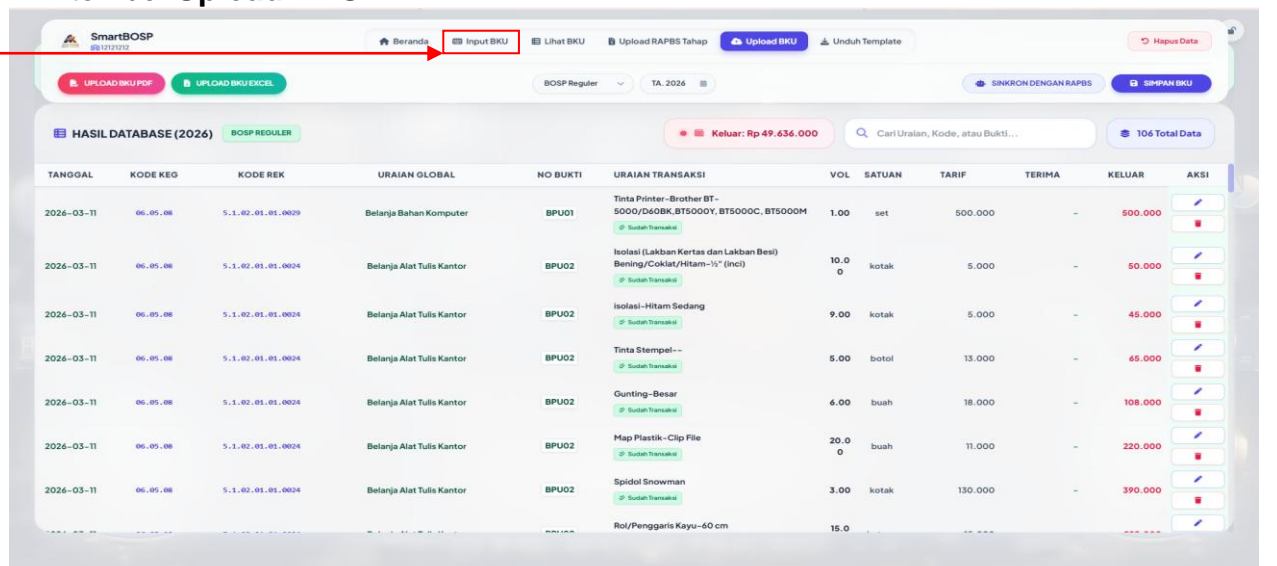 SmartBOSP
12121212
Beranda
Input BKU
Lihat BKU
Upload RAPBS Tahap
Upload BKU
Unduh Template
Hapus Data
UPLOAD BKU PDF
UPLOAD BKU EXCEL
BOSP Reguler
TA. 2026
SINKRON DENGAN RAPBS
SIMPAN BKU
HASIL DATABASE (2026)
BOSP REGULER
Keluar: Rp 49.636.000
Cari Uraian, Kode, atau Bukti...
106 Total Data
TANGGAL KODE KEG KODE REK URAIAN GLOBAL NO BUKTI URAIAN TRANSAKSI VOL SATUAN TARIF TERIMA KELUAR AKSI
Tinta Printer-Brother BT-
2026-03-11 06.05.08 5.1.02.01.01.0029 Belanja Bahan Komputer BPU01 5000/D60BK,BT5000Y, BT5000C, BT5000M 1.00 set 500.000 - 500.000
Sudah Transaksi
Isolasi (Lakban Kertas dan Lakban Besi)
2026-03-11 06.05.08 5.1.02.01.01.0024 Belanja Alat Tulis Kantor BPU02 Bening/Coklat/Hitam-½" (inci) 10.0 kotak 5.000 - 50.000
0
Sudah Transaksi
isolasi-Hitam Sedang
2026-03-11 06.05.08 5.1.02.01.01.0024 Belanja Alat Tulis Kantor BPU02 9.00 kotak 5.000 - 45.000
Sudah Transaksi
Tinta Stempel--
2026-03-11 06.05.08 5.1.02.01.01.0024 Belanja Alat Tulis Kantor BPU02 5.00 botol 13.000 - 65.000
Sudah Transaksi
Gunting-Besar
2026-03-11 06.05.08 5.1.02.01.01.0024 Belanja Alat Tulis Kantor BPU02 6.00 buah 18.000 - 108.000
Sudah Transaksi
Map Plastik-Clip File
2026-03-11 06.05.08 5.1.02.01.01.0024 Belanja Alat Tulis Kantor BPU02 20.0 buah 11.000 - 220.000
0
Sudah Transaksi
Spidol Snowman
2026-03-11 06.05.08 5.1.02.01.01.0024 Belanja Alat Tulis Kantor BPU02 3.00 kotak 130.000 - 390.000
Sudah Transaksi
Rol/Penggaris Kayu-60 cm
15.0